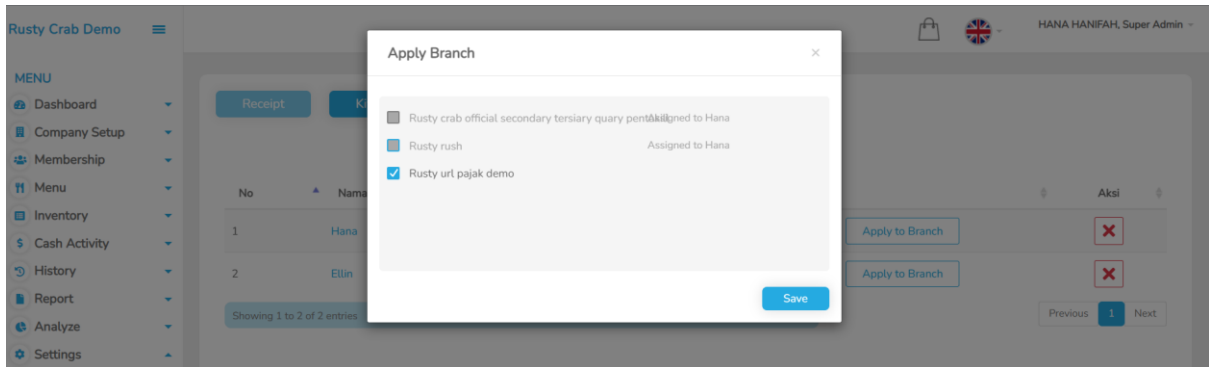 Rusty Crab Demo
HANA HANIFAH, Super Admin
MENU
Dashboard
Company Setup
Membership
Menu
Inventory
Cash Activity
History
Report
Analyze
Settings
Receipt
Ki
No
Nama
Aksi
1
Hana
Apply to Branch
2
Ellin
Apply to Branch
Showing 1 to 2 of 2 entries
Previous
1
Next
Apply Branch
Rusty crab official secondary tersiary quary pentakill
Assigned to Hana
Rusty rush
Assigned to Hana
Rusty url pajak demo
Save